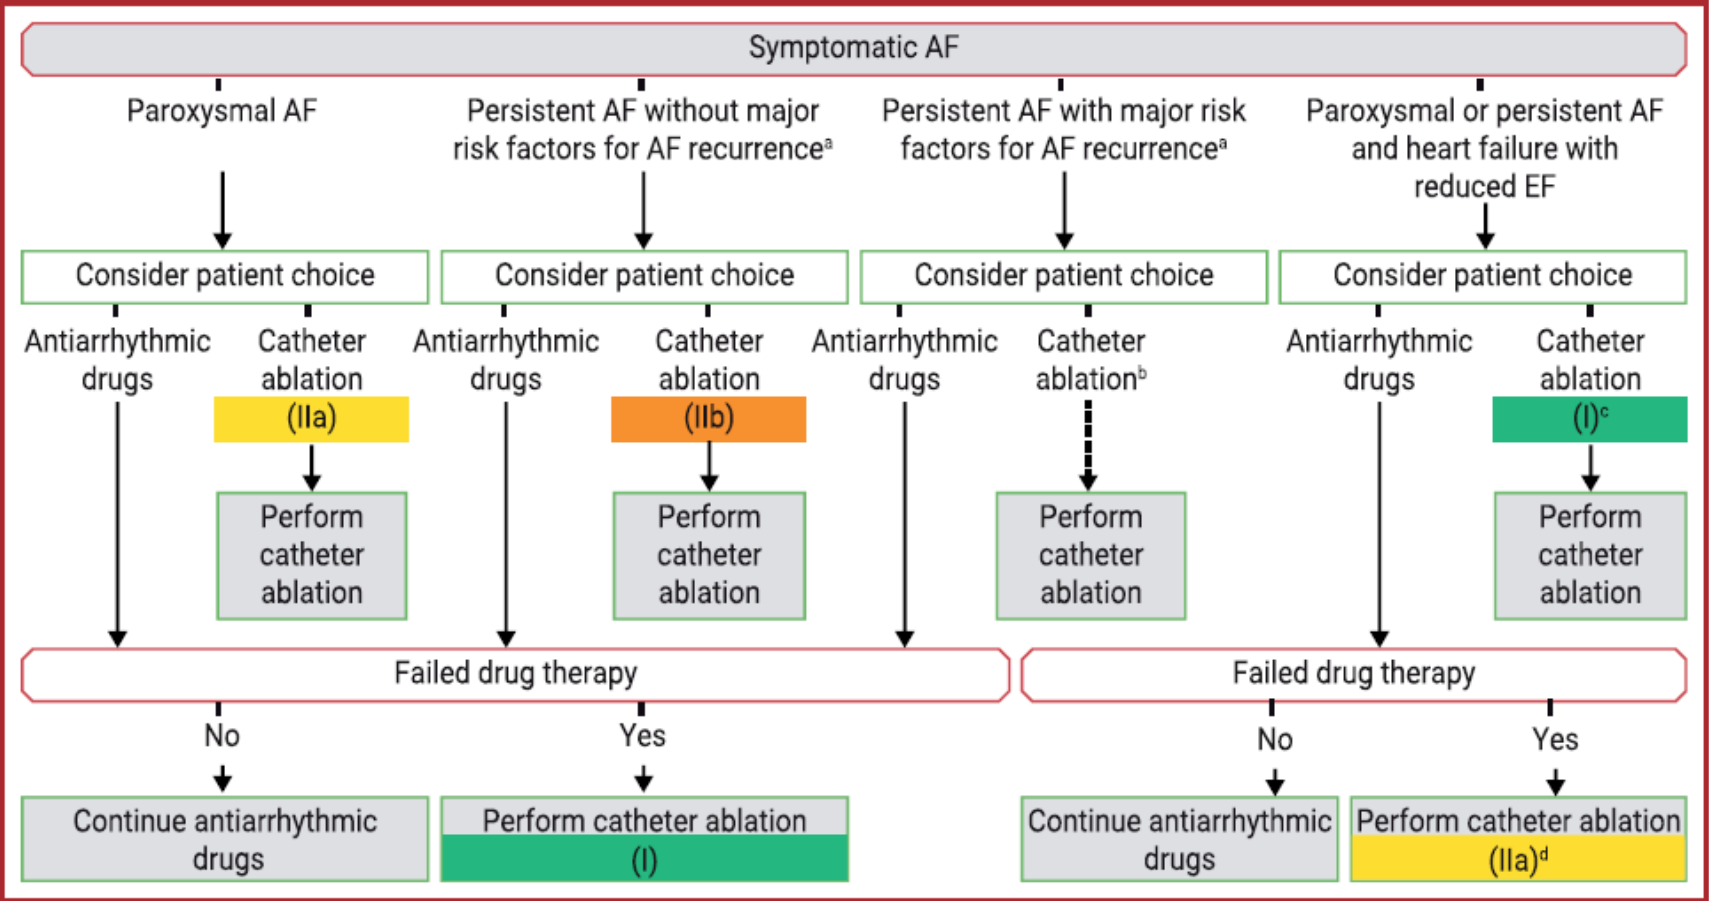 Symptomatic AF
Paroxysmal AF
Persistent AF without major
risk factors for AF recurrenceᵃ
Persistent AF with major risk
factors for AF recurrenceᵃ
Paroxysmal or persistent AF
and heart failure with
reduced EF
Consider patient choice
Consider patient choice
Consider patient choice
Consider patient choice
Antiarrhythmic
drugs
Catheter
ablation
(IIa)
Antiarrhythmic
drugs
Catheter
ablation
(IIb)
Antiarrhythmic
drugs
Catheter
ablationᵇ
Antiarrhythmic
drugs
Catheter
ablation
(I)ᶜ
Perform
catheter
ablation
Perform
catheter
ablation
Perform
catheter
ablation
Perform
catheter
ablation
Failed drug therapy
Failed drug therapy
No
Yes
No
Yes
Continue antiarrhythmic
drugs
Perform catheter ablation
(I)
Continue antiarrhythmic
drugs
Perform catheter ablation
(IIa)ᵈ